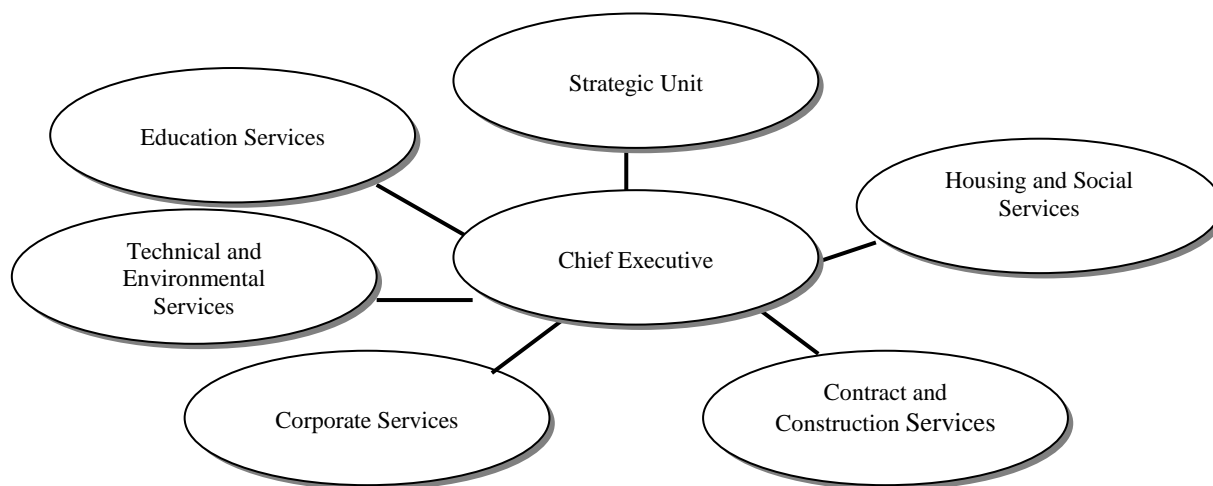 Strategic Unit
Education Services
Housing and Social
Services
Technical and
Environmental
Services
Chief Executive
Contract and
Construction Services
Corporate Services